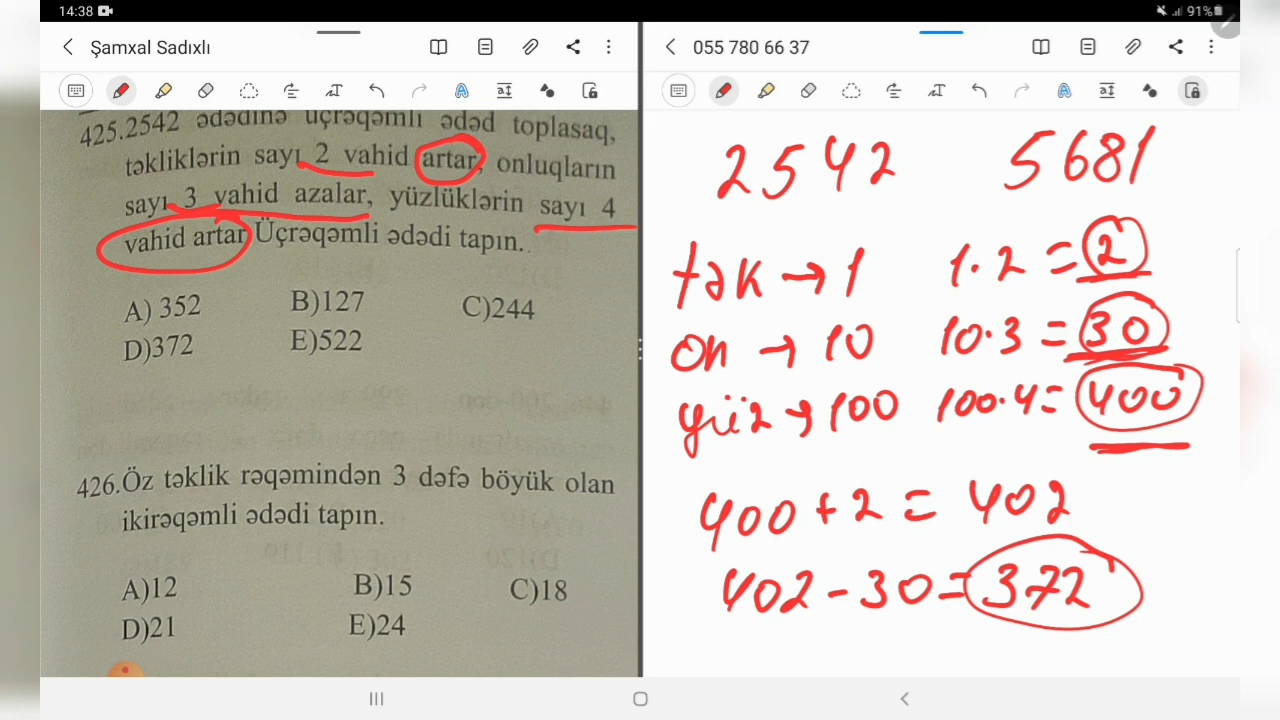 14:38
91%
Şamxal Sadıxlı
425.2542 ədədinə üçrəqəmli ədəd toplasaq,
təkliklərin sayı 2 vahid artar, onluqların
sayı 3 vahid azalar, yüzlüklərin sayı 4
vahid artar Üçrəqəmli ədədi tapın.
A) 352 B)127 C)244
D)372 E)522
426.Öz təklik rəqəmindən 3 dəfə böyük olan
ikirəqəmli ədədi tapın.
A)12 B)15 C)18
D)21 E)24
055 780 66 37
2542 5681
tək → 1 1·2 = 2
on → 10 10·3 = 30
yüz → 100 100·4= 400
400 + 2 = 402
402 - 30 = 372